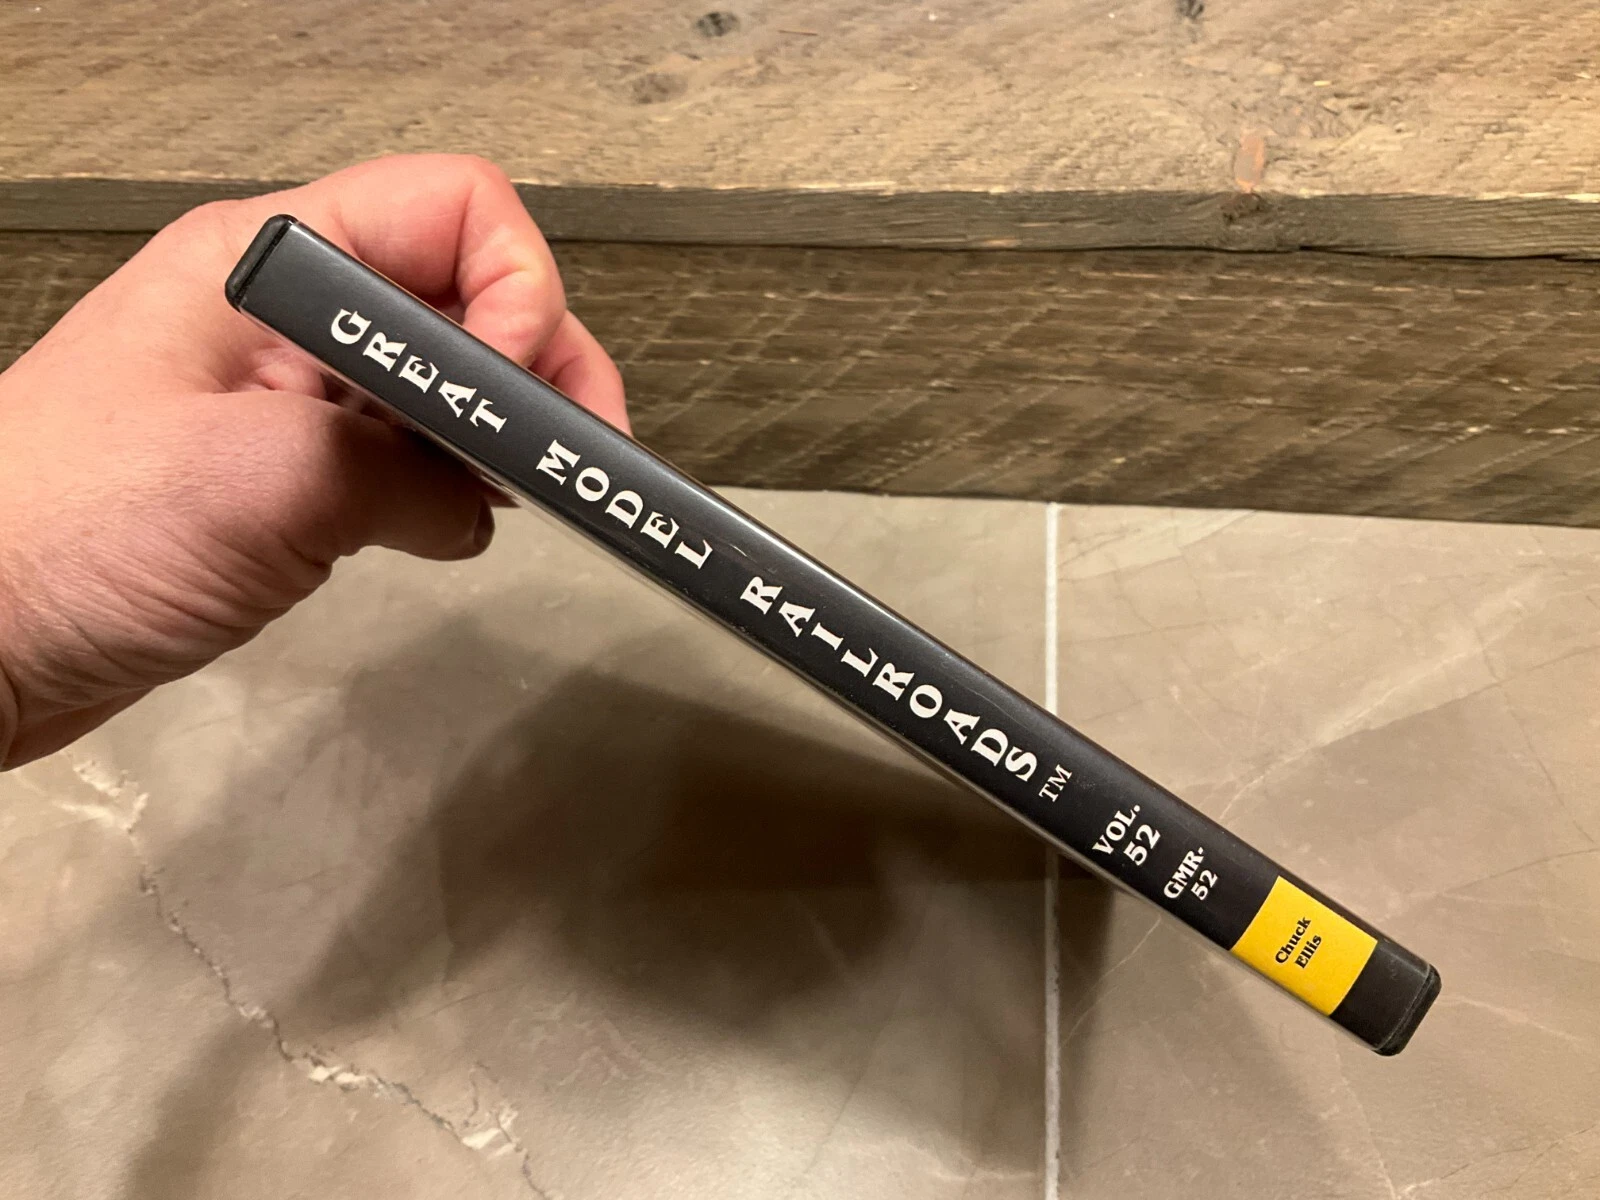 GREAT MODEL RAILROADS™
VOL.
52
GMR.
52
Chuck
Ellis